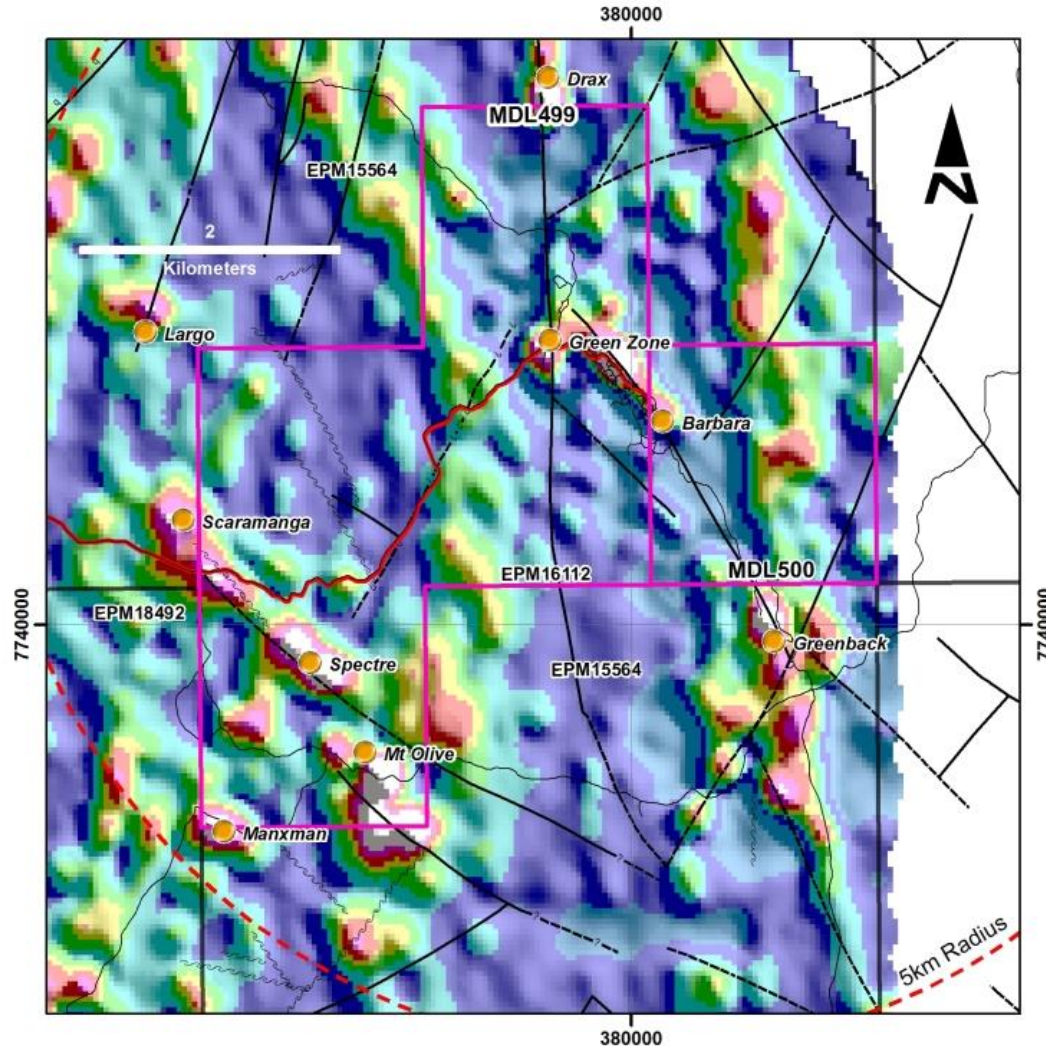 380000
Drax
MDL499
EPM15564
N
2
Kilometers
Largo
Green Zone
Barbara
Scaramanga
EPM16112
MDL500
EPM18492
7740000
7740000
Greenback
Spectre
EPM15564
Mt Olive
Manxman
?
?
?
?
5km Radius
380000